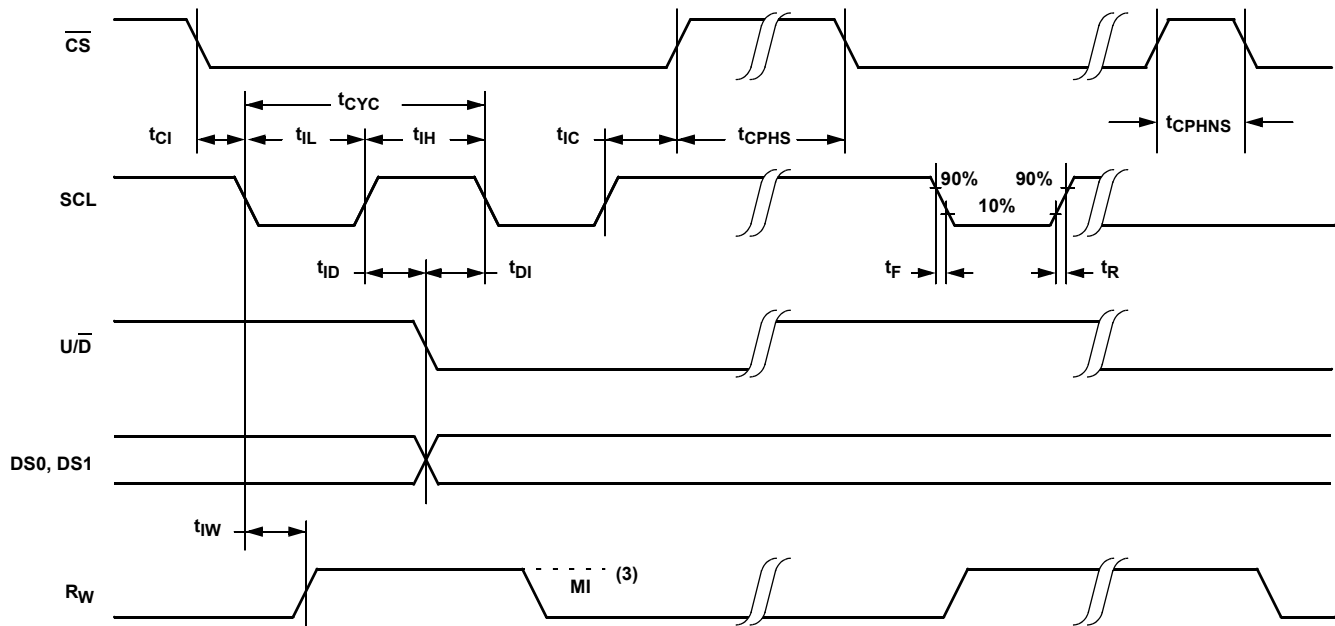 CS
tCYC
tCI
tIL
tIH
tIC
tCPHS
tCPHNS
SCL
90%
90%
10%
tID
tDI
tF
tR
U/D
DS0, DS1
tIW
(3)
MI
RW